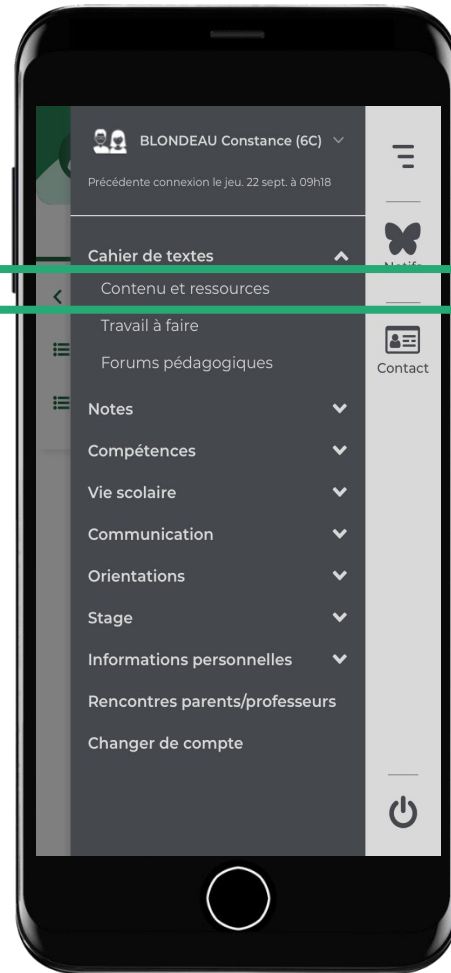 BLONDEAU Constance (6C)
Précédente connexion le jeu. 22 sept. à 09h18
Cahier de textes
Contenu et ressources
Travail à faire
Forums pédagogiques
Notes
Compétences
Vie scolaire
Communication
Orientations
Stage
Informations personnelles
Rencontres parents/professeurs
Changer de compte
Contact